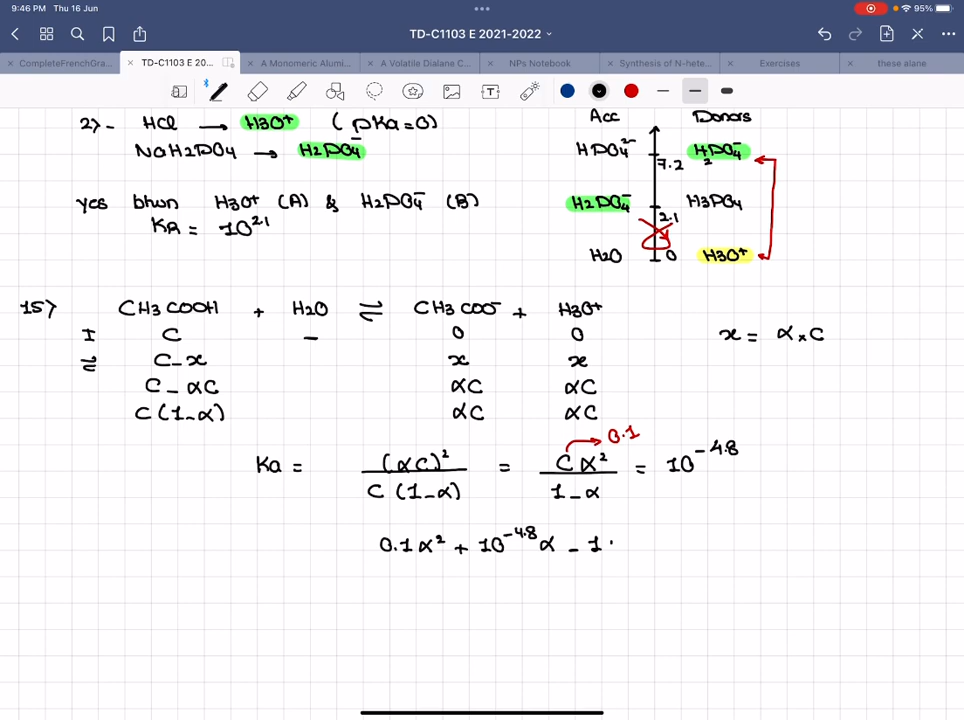 9:46 PM Thu 16 Jun
95%
TD-C1103 E 2021-2022
CompleteFrenchGra...
TD-C1103 E 20...
A Monomeric Alumi...
A Volatile Dialane C...
NPs Notebook
Synthesis of N-hete...
Exercises
these alane
2)- HCl → H3O+ (pKa=0)
NaH2PO4 → H2PO4-
yes btwn H3O+ (A) & H2PO4- (B)
KR = 10^2.1
Acc Donors
HPO4^2- 7.2 H2PO4-
H2PO4- 2.1 H3PO4
H2O 0 H3O+
15) CH3COOH + H2O ⇌ CH3COO- + H3O+
I C - 0 0
x = α×C
⇌ C-x x x
C-αC αC αC
C(1-α) αC αC
Ka = (αC)²/C(1-α) = Cα²/1-α = 10^-4.8
0.1
0.1α² + 10^-4.8α - 1